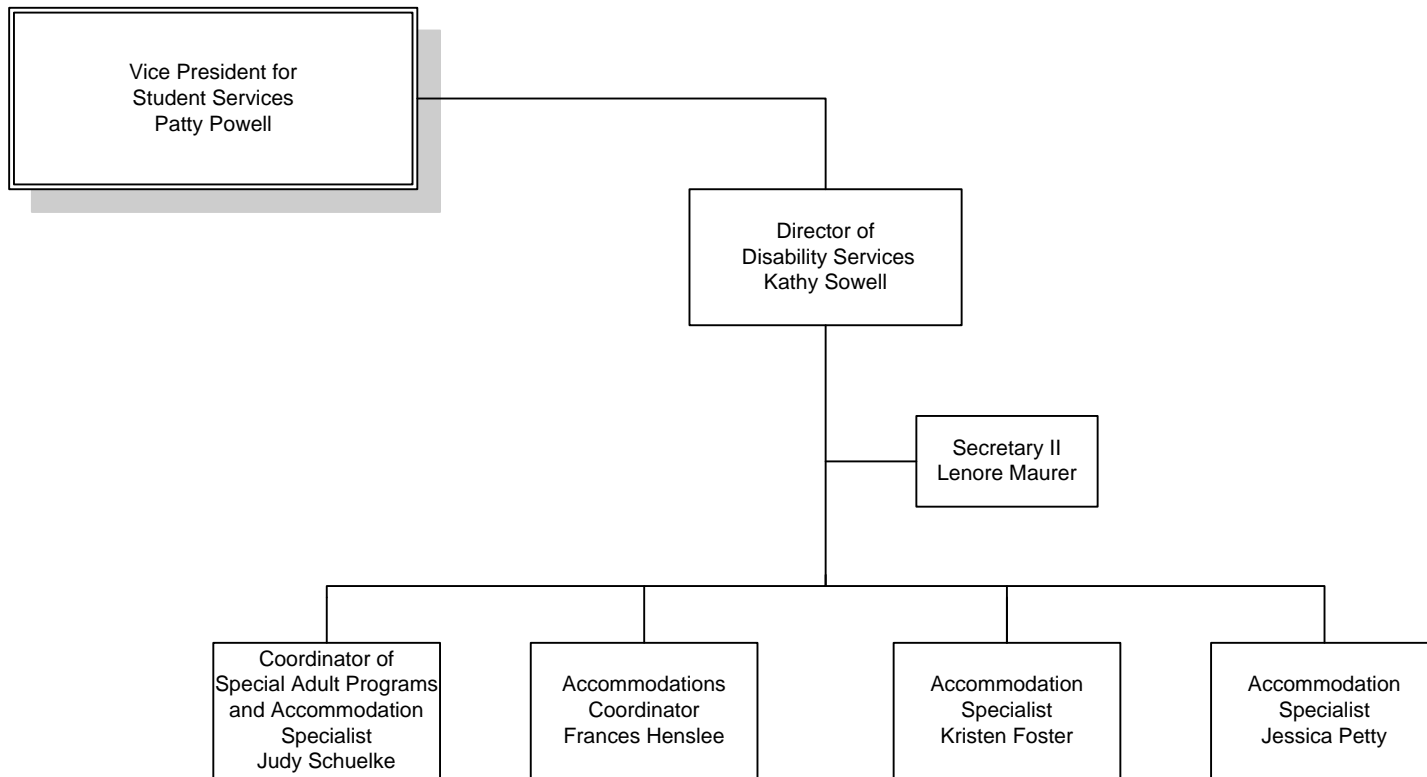 Vice President for
Student Services
Patty Powell
Director of
Disability Services
Kathy Sowell
Secretary II
Lenore Maurer
Coordinator of
Special Adult Programs
and Accommodation
Specialist
Judy Schuelke
Accommodations
Coordinator
Frances Henslee
Accommodation
Specialist
Kristen Foster
Accommodation
Specialist
Jessica Petty